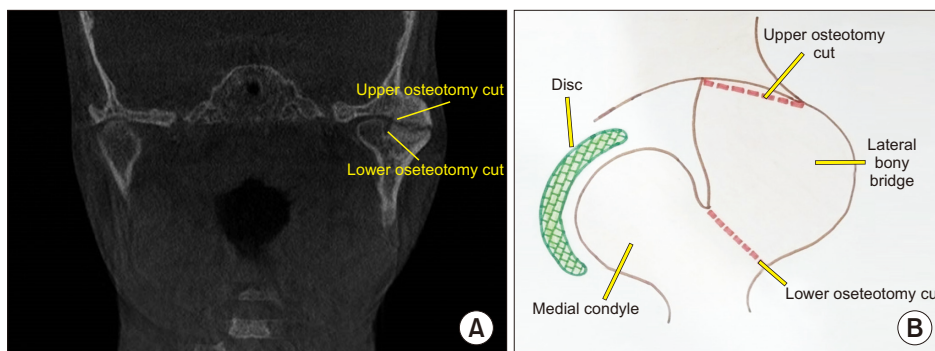 Upper osteotomy cut
Lower oseteotomy cut
A
Upper osteotomy
cut
Disc
Lateral
bony
bridge
Medial condyle
Lower oseteotomy cu
B